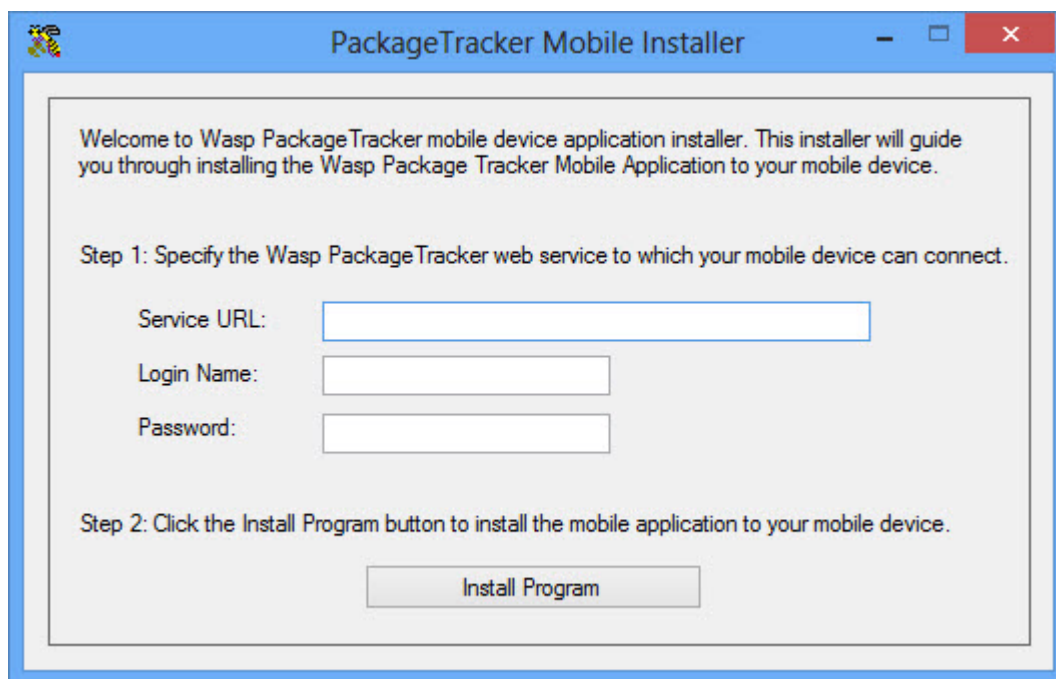 PackageTracker Mobile Installer
Welcome to Wasp PackageTracker mobile device application installer. This installer will guide
you through installing the Wasp Package Tracker Mobile Application to your mobile device.
Step 1: Specify the Wasp PackageTracker web service to which your mobile device can connect.
Service URL:
Login Name:
Password:
Step 2: Click the Install Program button to install the mobile application to your mobile device.
Install Program